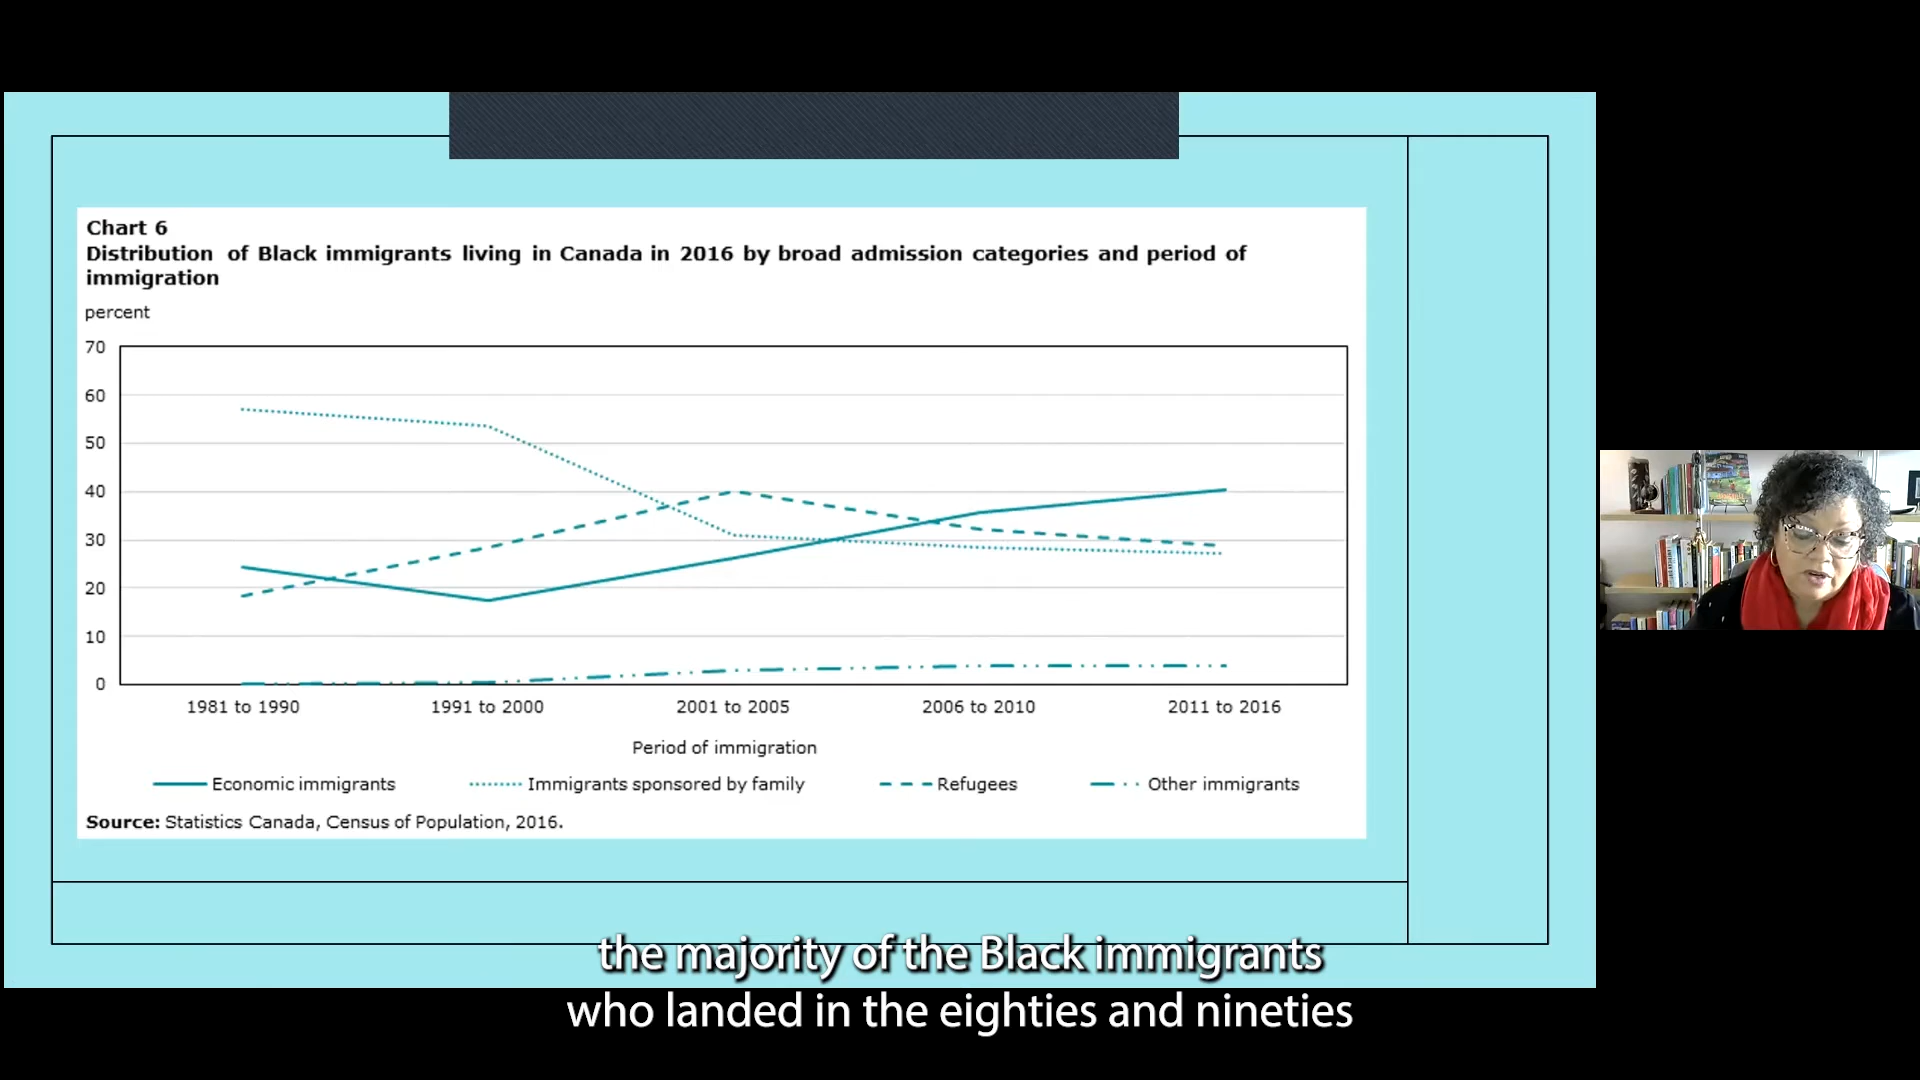 Chart 6
Distribution of Black immigrants living in Canada in 2016 by broad admission categories and period of
immigration
percent
70
60
50
40
30
20
10
0
1981 to 1990 1991 to 2000 2001 to 2005 2006 to 2010 2011 to 2016
Period of immigration
Economic immigrants Immigrants sponsored by family Refugees Other immigrants
Source: Statistics Canada, Census of Population, 2016.
the majority of the Black immigrants
who landed in the eighties and nineties